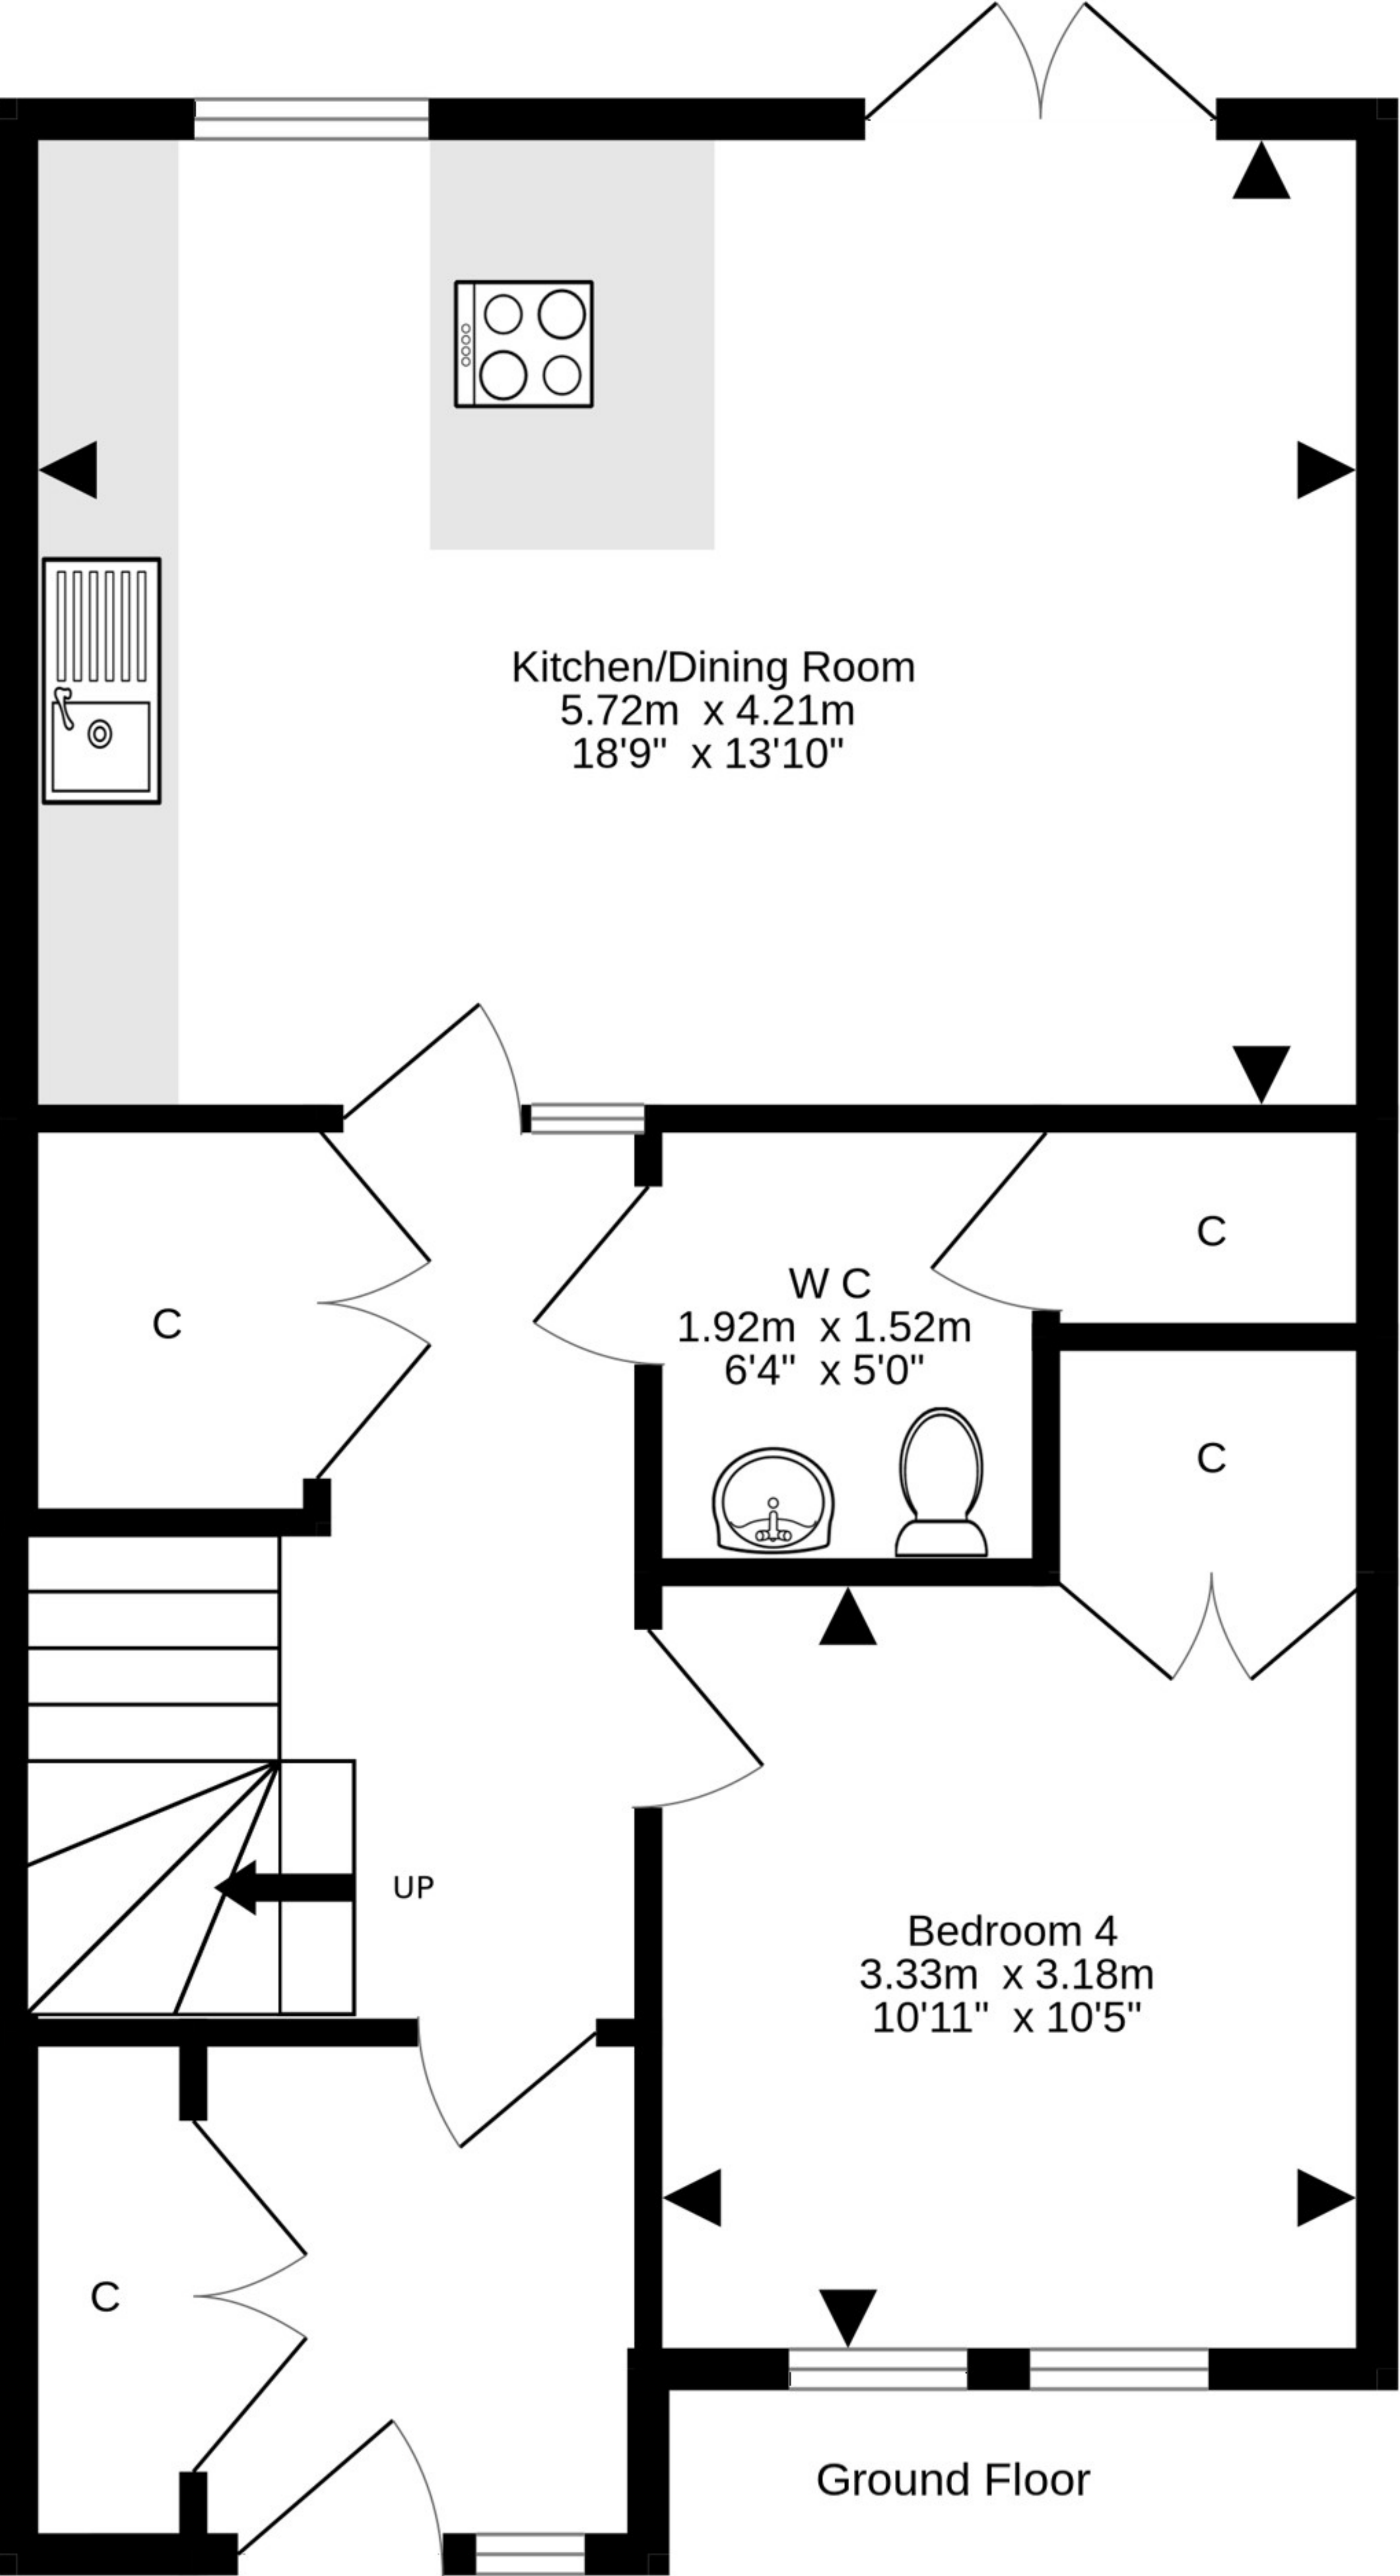 Kitchen/Dining Room
5.72m x 4.21m
18'9" x 13'10"
C
W C
1.92m x 1.52m
6'4" x 5'0"
C
C
UP
Bedroom 4
3.33m x 3.18m
10'11" x 10'5"
C
Ground Floor